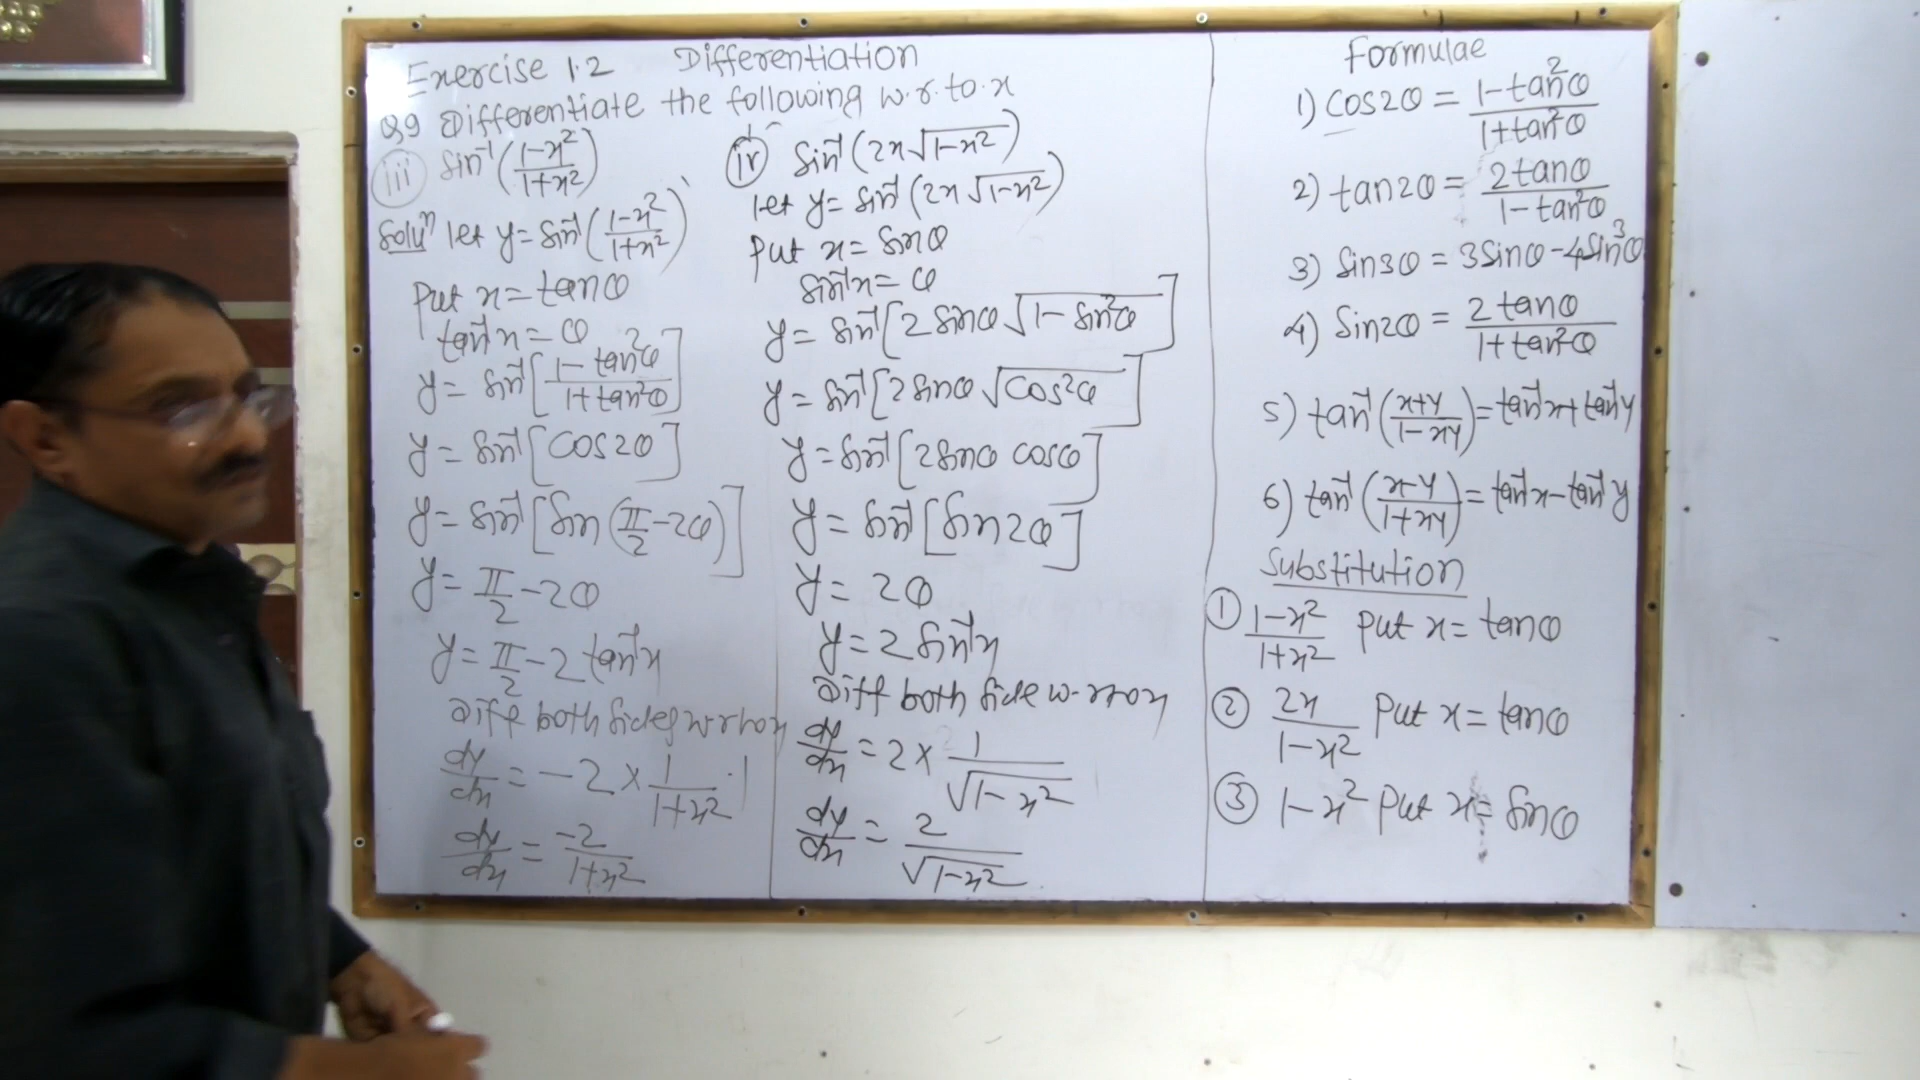 Exercise 1.2 Differentiation
Q9 Differentiate the following w.r.to.x
iii) sin⁻¹((1-x²)/(1+x²))
Soluⁿ let y = sin⁻¹((1-x²)/(1+x²))
Put x = tanθ
tan⁻¹x = θ
y = sin⁻¹[(1-tan²θ)/(1+tan²θ)]
y = sin⁻¹[cos2θ]
y = sin⁻¹[sin(π/2-2θ)]
y = π/2-2θ
y = π/2-2tan⁻¹x
Diff both sides w.r.to x
dy/dx = -2×1/(1+x²)
dy/dx = -2/(1+x²)
iv) sin⁻¹(2x√(1-x²))
let y = sin⁻¹(2x√(1-x²))
Put x = sinθ
sin⁻¹x = θ
y = sin⁻¹[2sinθ√(1-sin²θ)]
y = sin⁻¹[2sinθ√(cos²θ)]
y = sin⁻¹[2sinθ cosθ]
y = sin⁻¹[sin2θ]
y = 2θ
y = 2sin⁻¹x
Diff both side w.r.to x
dy/dx = 2×1/√(1-x²)
dy/dx = 2/√(1-x²)
Formulae
1) cos2θ = (1-tan²θ)/(1+tan²θ)
2) tan2θ = 2tanθ/(1-tan²θ)
3) sin3θ = 3sinθ-4sin³θ
4) sin2θ = 2tanθ/(1+tan²θ)
5) tan⁻¹((x+y)/(1-xy)) = tan⁻¹x+tan⁻¹y
6) tan⁻¹((x-y)/(1+xy)) = tan⁻¹x-tan⁻¹y
Substitution
① (1-x²)/(1+x²) put x = tanθ
② 2x/(1-x²) Put x = tanθ
③ 1-x² Put x = sinθ